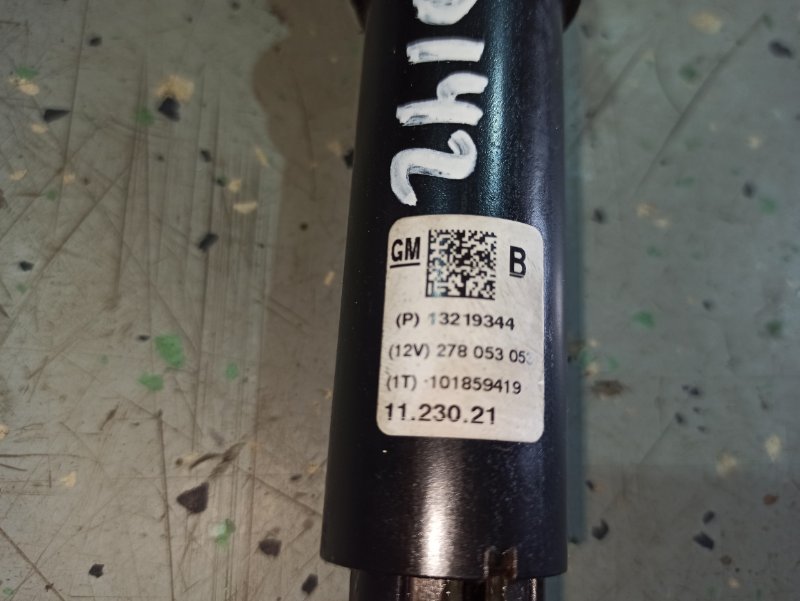 GM B
(P) 13219344
(12V) 278 053 05
(1T) 101859419
11.230.21